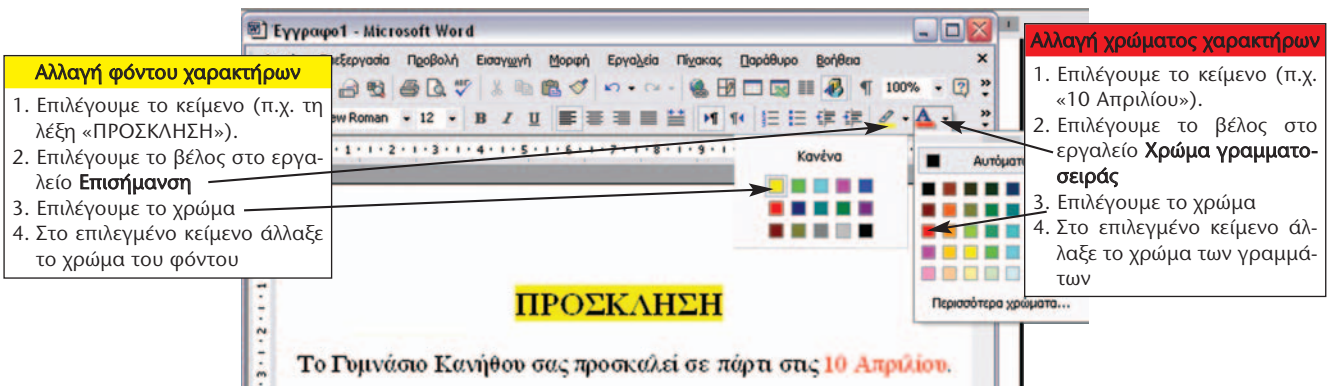 Έγγραφο1 - Microsoft Word
Προβολή Εισαγωγή Μορφή Εργαλεία Πίνακας Παράθυρο Βοήθεια
100%
Roman 12 B I U
Αλλαγή φόντου χαρακτήρων
1. Επιλέγουμε το κείμενο (π.χ. τη
λέξη «ΠΡΟΣΚΛΗΣΗ»).
2. Επιλέγουμε το βέλος στο εργα-
λείο Επισήμανση
3. Επιλέγουμε το χρώμα
4. Στο επιλεγμένο κείμενο άλλαξε
το χρώμα του φόντου
Κανένα
Περισσότερα χρώματα...
Αλλαγή χρώματος χαρακτήρων
1. Επιλέγουμε το κείμενο (π.χ.
«10 Απριλίου»).
2. Επιλέγουμε το βέλος στο
εργαλείο Χρώμα γραμματο-
σειράς
3. Επιλέγουμε το χρώμα
4. Στο επιλεγμένο κείμενο άλ-
λαξε το χρώμα των γραμμά-
των
ΠΡΟΣΚΛΗΣΗ
Το Γυμνάσιο Κανήθου σας προσκαλεί σε πάρτι στις 10 Απριλίου.